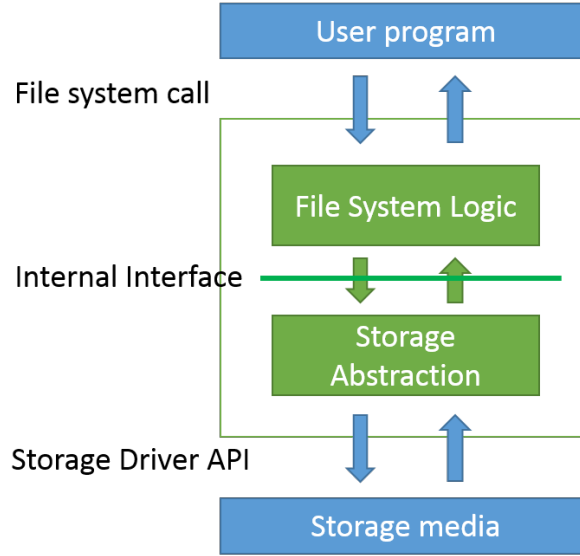 User program
File system call
File System Logic
Internal Interface
Storage
Abstraction
Storage Driver API
Storage media